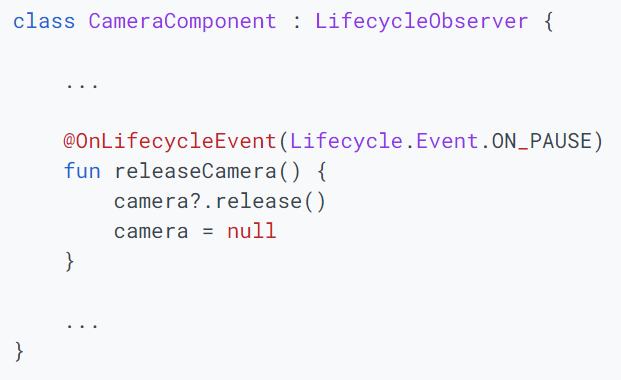 class CameraComponent : LifecycleObserver {
...
@OnLifecycleEvent(Lifecycle.Event.ON_PAUSE)
fun releaseCamera() {
camera?.release()
camera = null
}
...
}